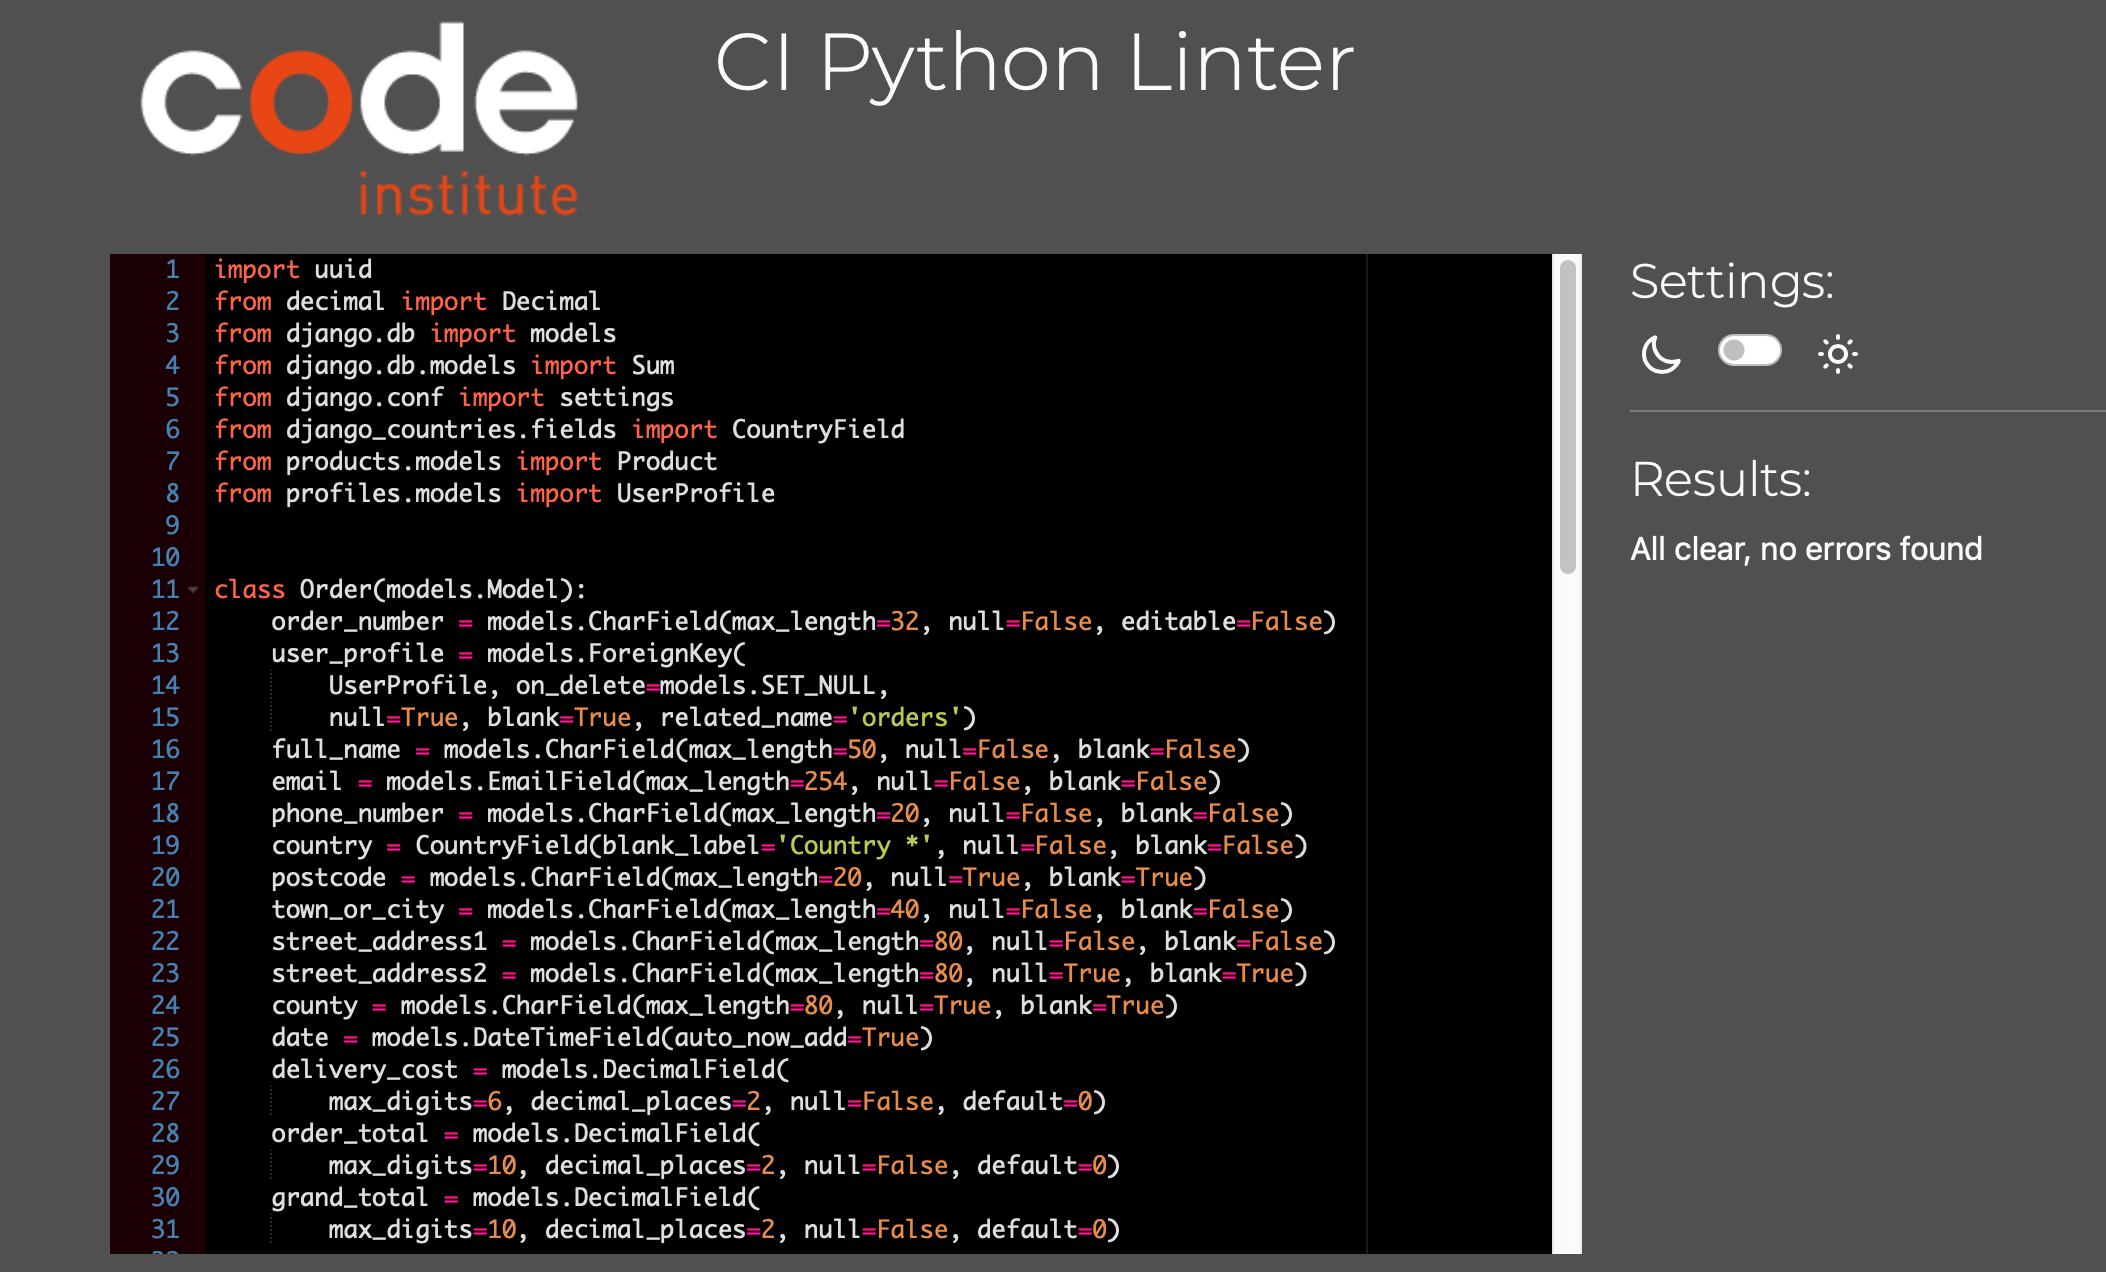 code
institute
CI Python Linter
1 import uuid
2 from decimal import Decimal
3 from django.db import models
4 from django.db.models import Sum
5 from django.conf import settings
6 from django_countries.fields import CountryField
7 from products.models import Product
8 from profiles.models import UserProfile
9
10
11 class Order(models.Model):
12     order_number = models.CharField(max_length=32, null=False, editable=False)
13     user_profile = models.ForeignKey(
14         UserProfile, on_delete=models.SET_NULL,
15         null=True, blank=True, related_name='orders')
16     full_name = models.CharField(max_length=50, null=False, blank=False)
17     email = models.EmailField(max_length=254, null=False, blank=False)
18     phone_number = models.CharField(max_length=20, null=False, blank=False)
19     country = CountryField(blank_label='Country *', null=False, blank=False)
20     postcode = models.CharField(max_length=20, null=True, blank=True)
21     town_or_city = models.CharField(max_length=40, null=False, blank=False)
22     street_address1 = models.CharField(max_length=80, null=False, blank=False)
23     street_address2 = models.CharField(max_length=80, null=True, blank=True)
24     county = models.CharField(max_length=80, null=True, blank=True)
25     date = models.DateTimeField(auto_now_add=True)
26     delivery_cost = models.DecimalField(
27         max_digits=6, decimal_places=2, null=False, default=0)
28     order_total = models.DecimalField(
29         max_digits=10, decimal_places=2, null=False, default=0)
30     grand_total = models.DecimalField(
31         max_digits=10, decimal_places=2, null=False, default=0)
Settings:
Results:
All clear, no errors found